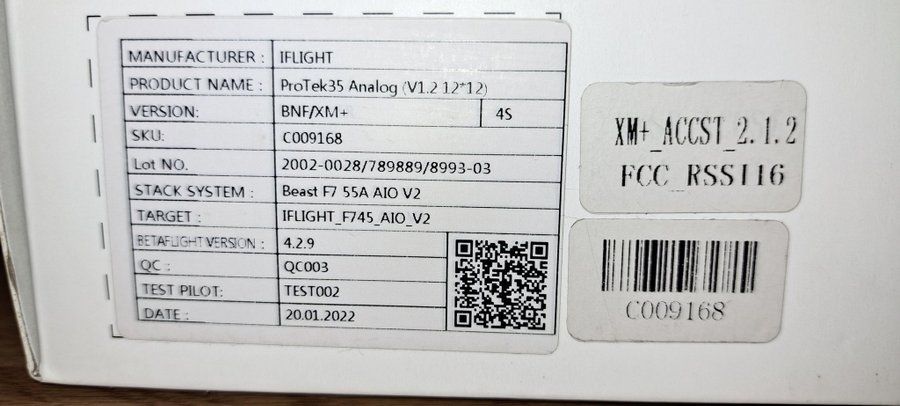 MANUFACTURER : IFLIGHT
PRODUCT NAME : ProTek35 Analog (V1.2 12*12)
VERSION: BNF/XM+ 4S
SKU: C009168
Lot NO. 2002-0028/789889/8993-03
STACK SYSTEM : Beast F7 55A AIO V2
TARGET : IFLIGHT_F745_AIO_V2
BETAFLIGHT VERSION : 4.2.9
QC : QC003
TEST PILOT: TEST002
DATE : 20.01.2022
XM+_ACCST_2.1.2
FCC RSSI16
C009168